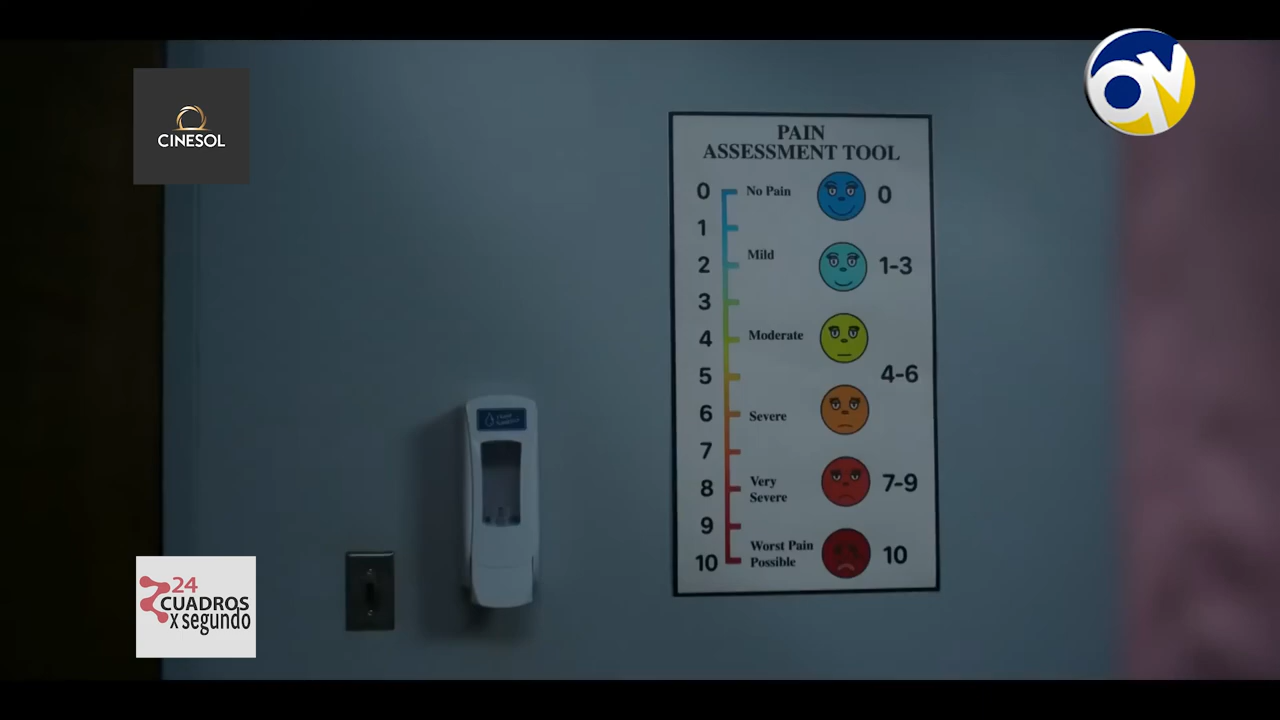 CINESOL
PAIN
ASSESSMENT TOOL
0 No Pain 0
1
2 Mild 1-3
3
4 Moderate
5 4-6
6 Severe
7
8 Very
Severe 7-9
9
10 Worst Pain
Possible 10
24
CUADROS
x segundo